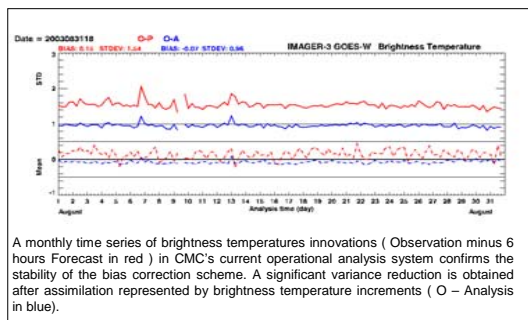 Date = 2003083118 O-P O-A
BIAS: 0.15 STDEV: 1.54 BIAS: -0.07 STDEV: 0.96 IMAGER-3 GOES-W Brightness Temperature
3
2
STD
1
0
Mean
-1
1 2 3 4 5 6 7 8 9 10 11 12 13 14 15 16 17 18 19 20 21 22 23 24 25 26 27 28 29 30 31
August Analysis time (day) August
A monthly time series of brightness temperatures innovations ( Observation minus 6
hours Forecast in red ) in CMC's current operational analysis system confirms the
stability of the bias correction scheme. A significant variance reduction is obtained
after assimilation represented by brightness temperature increments ( O – Analysis
in blue).